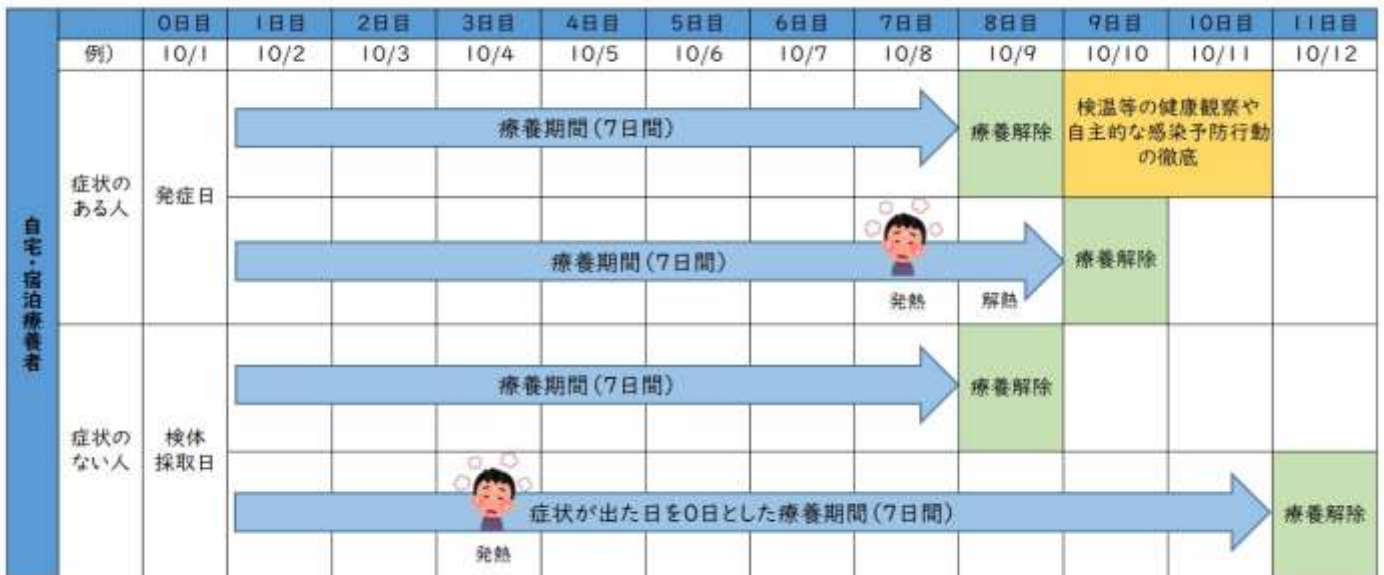 0日目 1日目 2日目 3日目 4日目 5日目 6日目 7日目 8日目 9日目 10日目 11日目
例) 10/1 10/2 10/3 10/4 10/5 10/6 10/7 10/8 10/9 10/10 10/11 10/12
自宅・宿泊療養者
症状の
ある人
発症日
療養期間(7日間)
療養解除
検温等の健康観察や
自主的な感染予防行動
の徹底
療養期間(7日間)
発熱
解熱
療養解除
症状の
ない人
検体
採取日
療養期間(7日間)
療養解除
発熱
症状が出た日を0日とした療養期間(7日間)
療養解除